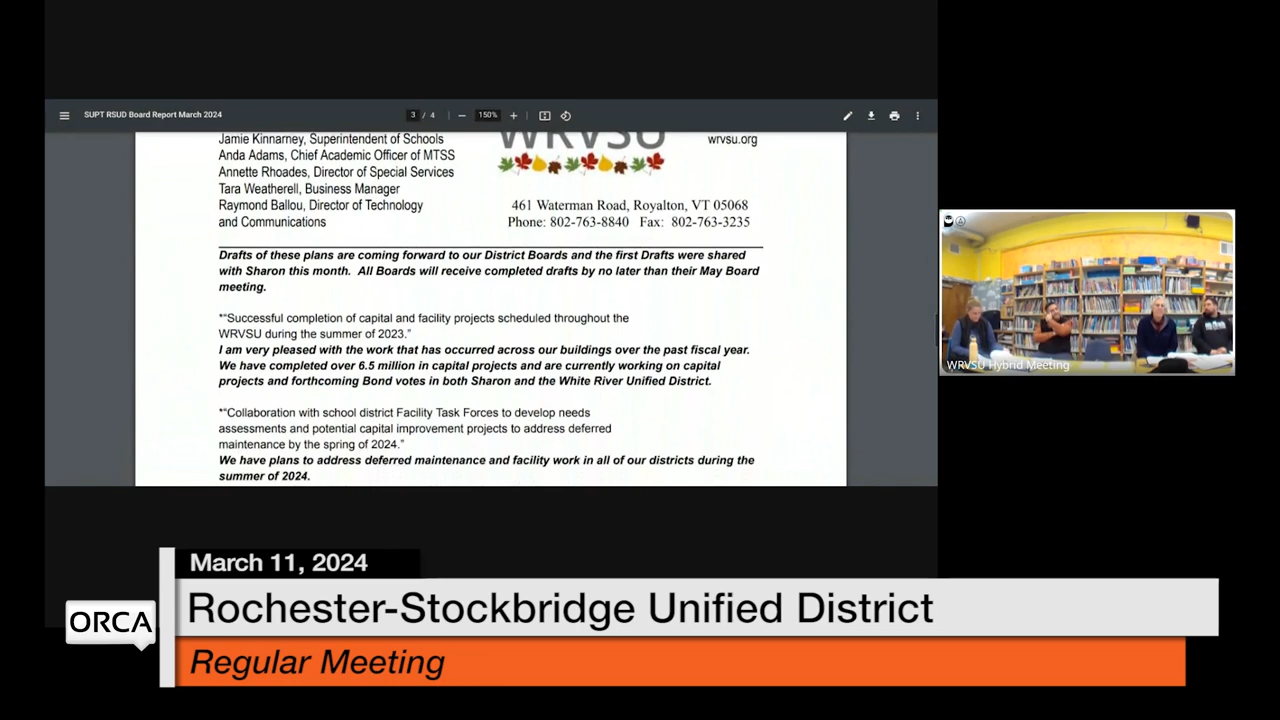 SUPT RSUD Board Report March 2024
3 / 4
150%
Jamie Kinnarney, Superintendent of Schools
Anda Adams, Chief Academic Officer of MTSS
Annette Rhoades, Director of Special Services
Tara Weatherell, Business Manager
Raymond Ballou, Director of Technology
and Communications
WRVSU
wrvsu.org
461 Waterman Road, Royalton, VT 05068
Phone: 802-763-8840 Fax: 802-763-3235
Drafts of these plans are coming forward to our District Boards and the first Drafts were shared
with Sharon this month. All Boards will receive completed drafts by no later than their May Board
meeting.
*"Successful completion of capital and facility projects scheduled throughout the
WRVSU during the summer of 2023."
I am very pleased with the work that has occurred across our buildings over the past fiscal year.
We have completed over 6.5 million in capital projects and are currently working on capital
projects and forthcoming Bond votes in both Sharon and the White River Unified District.
*"Collaboration with school district Facility Task Forces to develop needs
assessments and potential capital improvement projects to address deferred
maintenance by the spring of 2024."
We have plans to address deferred maintenance and facility work in all of our districts during the
summer of 2024.
WRVSU Hybrid Meeting
March 11, 2024
ORCA
Rochester-Stockbridge Unified District
Regular Meeting